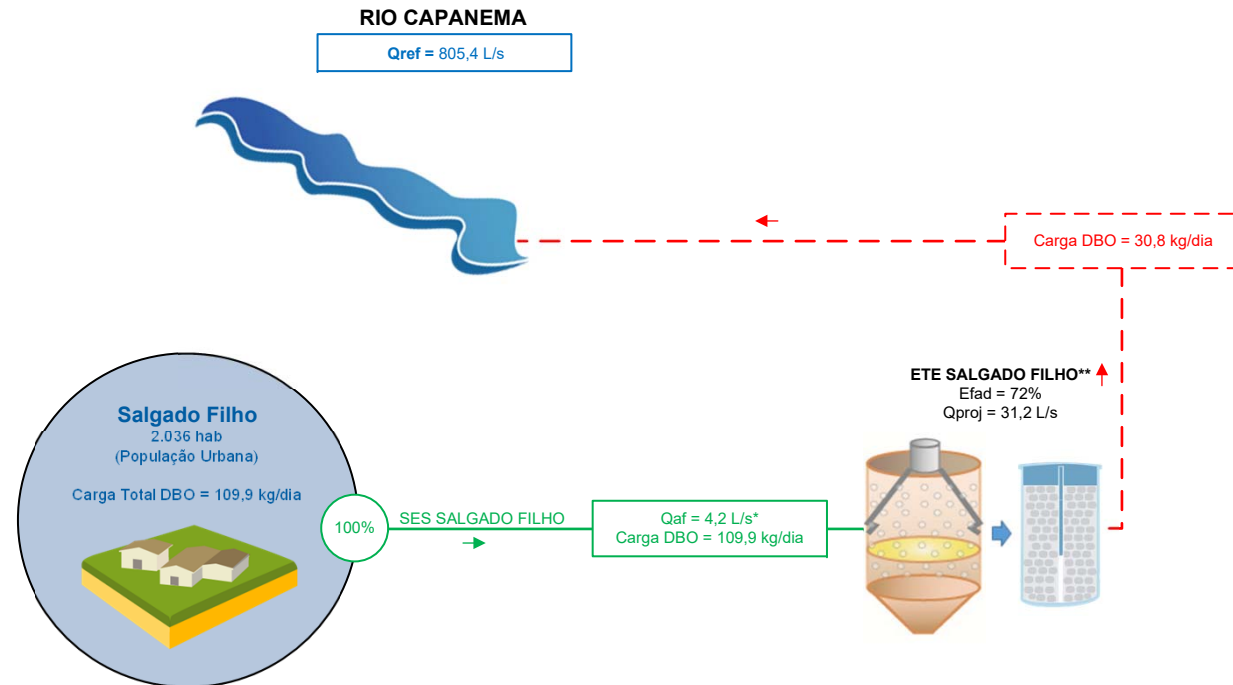 RIO CAPANEMA
Qref = 805,4 L/s
Carga DBO = 30,8 kg/dia
ETE SALGADO FILHO**
Efad = 72%
Qproj = 31,2 L/s
Salgado Filho
2.036 hab
(População Urbana)
Carga Total DBO = 109,9 kg/dia
100%
SES SALGADO FILHO
Qaf = 4,2 L/s*
Carga DBO = 109,9 kg/dia